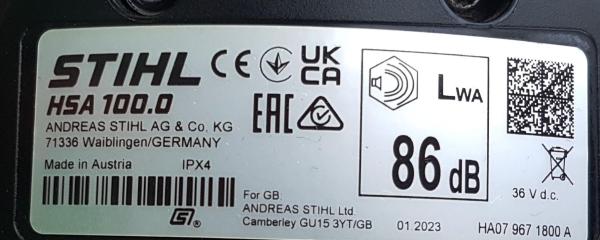 STIHL
HSA 100.0
ANDREAS STIHL AG & Co. KG
71336 Waiblingen/GERMANY
Made in Austria IPX4
CE
UK
CA
EAC
LWA
86 dB
36 V d.c.
For GB:
ANDREAS STIHL Ltd.
Camberley GU15 3YT/GB 01 2023 HA07 967 1800 A